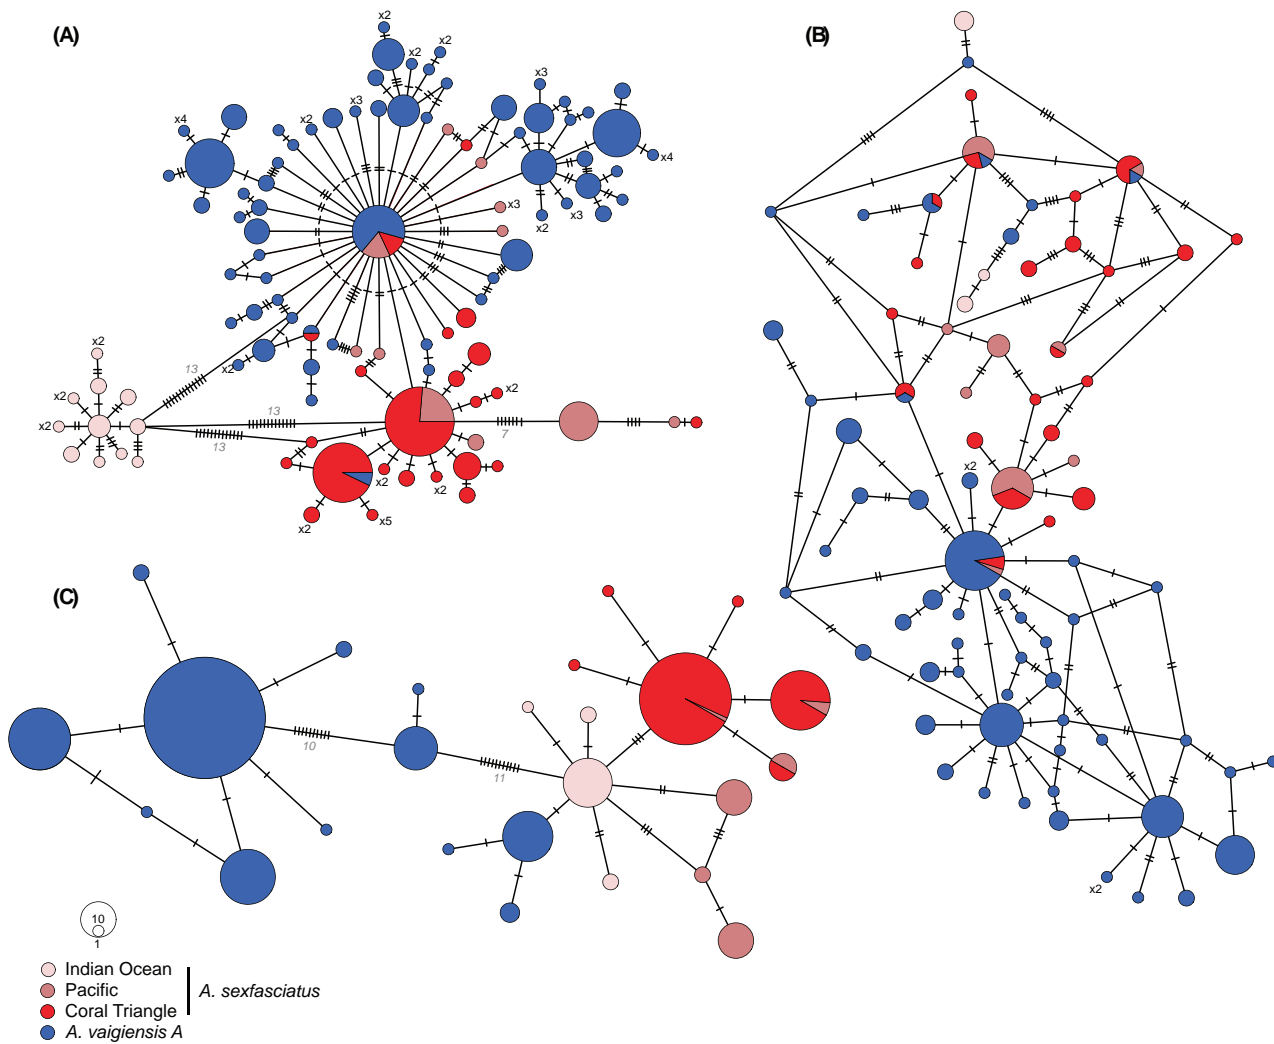 (A)
(B)
x2
x2
x2
x3
x3
x4
x2
x4
x3
x3
x2
13
x2
x2
x2
x2
x2
13
13
7
x2
x2
x2
x5
x2
(C)
10
11
x2
10
1
Indian Ocean
Pacific
A. sexfasciatus
Coral Triangle
A. vaigiensis A